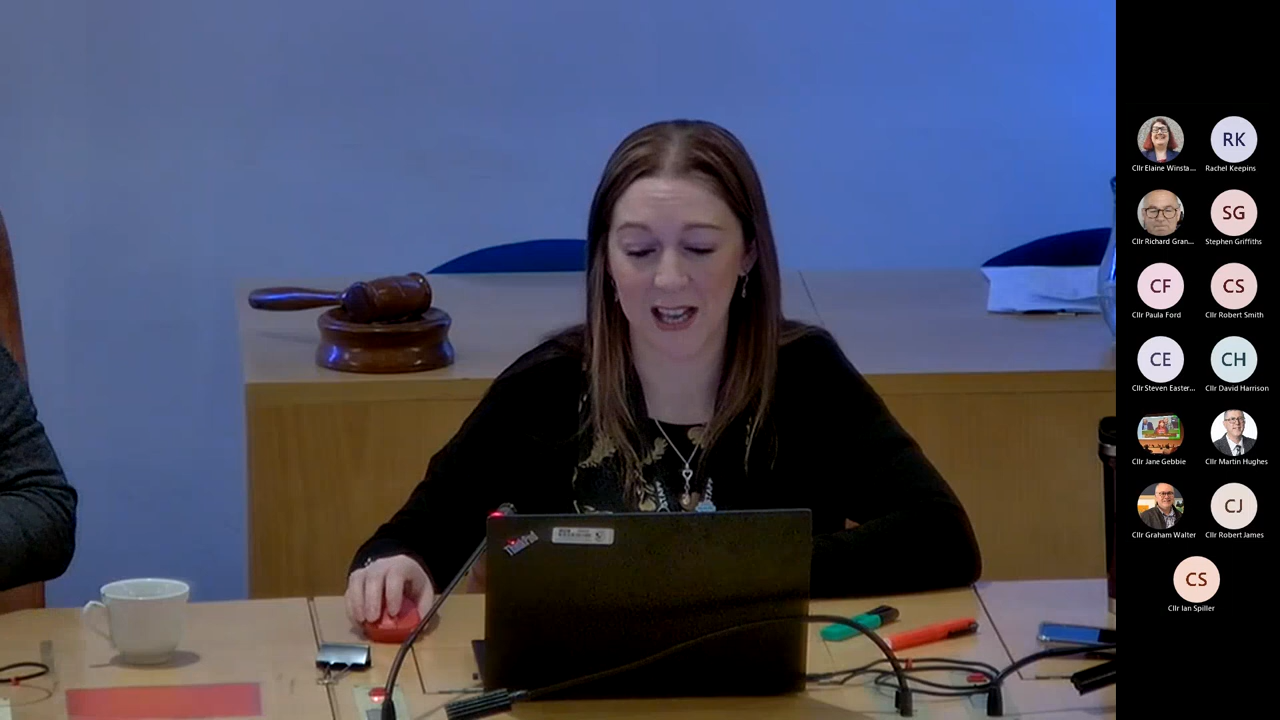 Cllr Elaine Winsta...
RK
Rachel Keepins
Cllr Richard Gran...
SG
Stephen Griffiths
CF
Cllr Paula Ford
CS
Cllr Robert Smith
CE
Cllr Steven Easter...
CH
Cllr David Harrison
Cllr Jane Gebbie
Cllr Martin Hughes
Cllr Graham Walter
CJ
Cllr Robert James
CS
Cllr Ian Spiller
ThinkPad